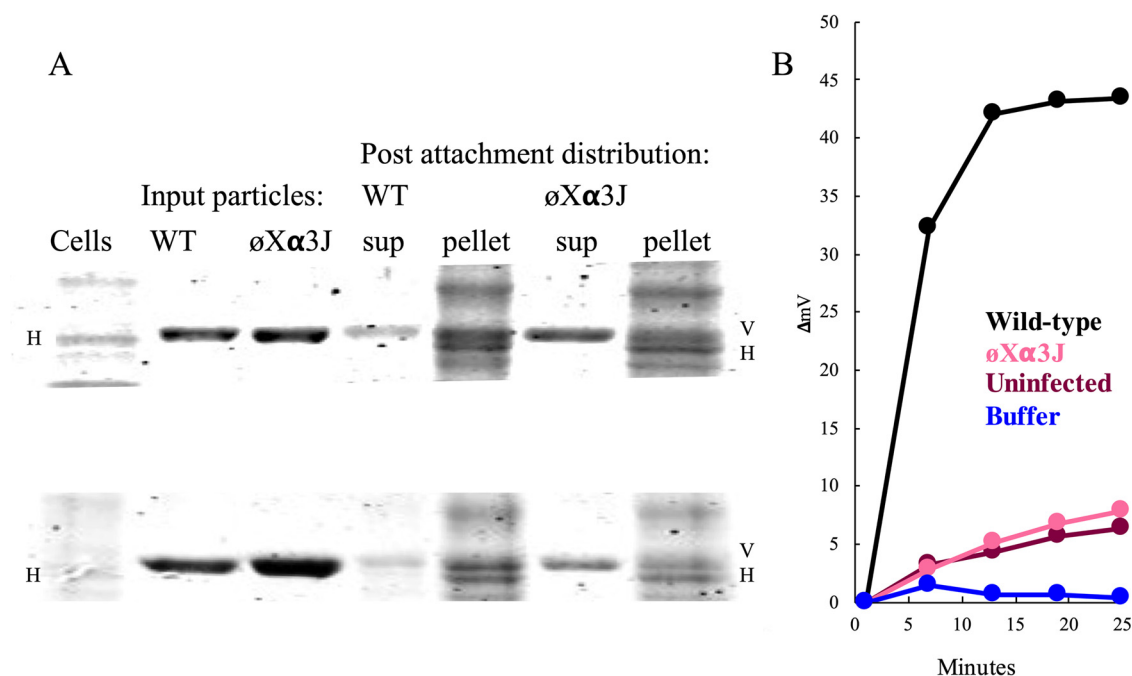 A
Post attachment distribution:
Input particles: WT øXα3J
Cells WT øXα3J sup pellet sup pellet
H V
H
H V
H
B
50
45
40
35
30
25
20
15
10
5
0
ΔmV
Wild-type
øXα3J
Uninfected
Buffer
0 5 10 15 20 25
Minutes